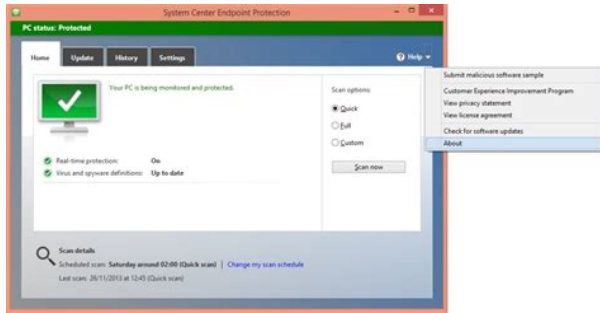 System Center Endpoint Protection
PC status: Protected
Home Update History Settings Help
Your PC is being monitored and protected.
Real-time protection: On
Virus and spyware definitions: Up to date
Scan options:
Quick
Full
Custom
Scan now
Submit malicious software sample
Customer Experience Improvement Program
View privacy statement
View license agreement
Check for software updates
About
Scan details
Scheduled scan: Saturday around 02:00 (Quick scan) | Change my scan schedule
Last scan: 28/11/2013 at 12:45 (Quick scan)